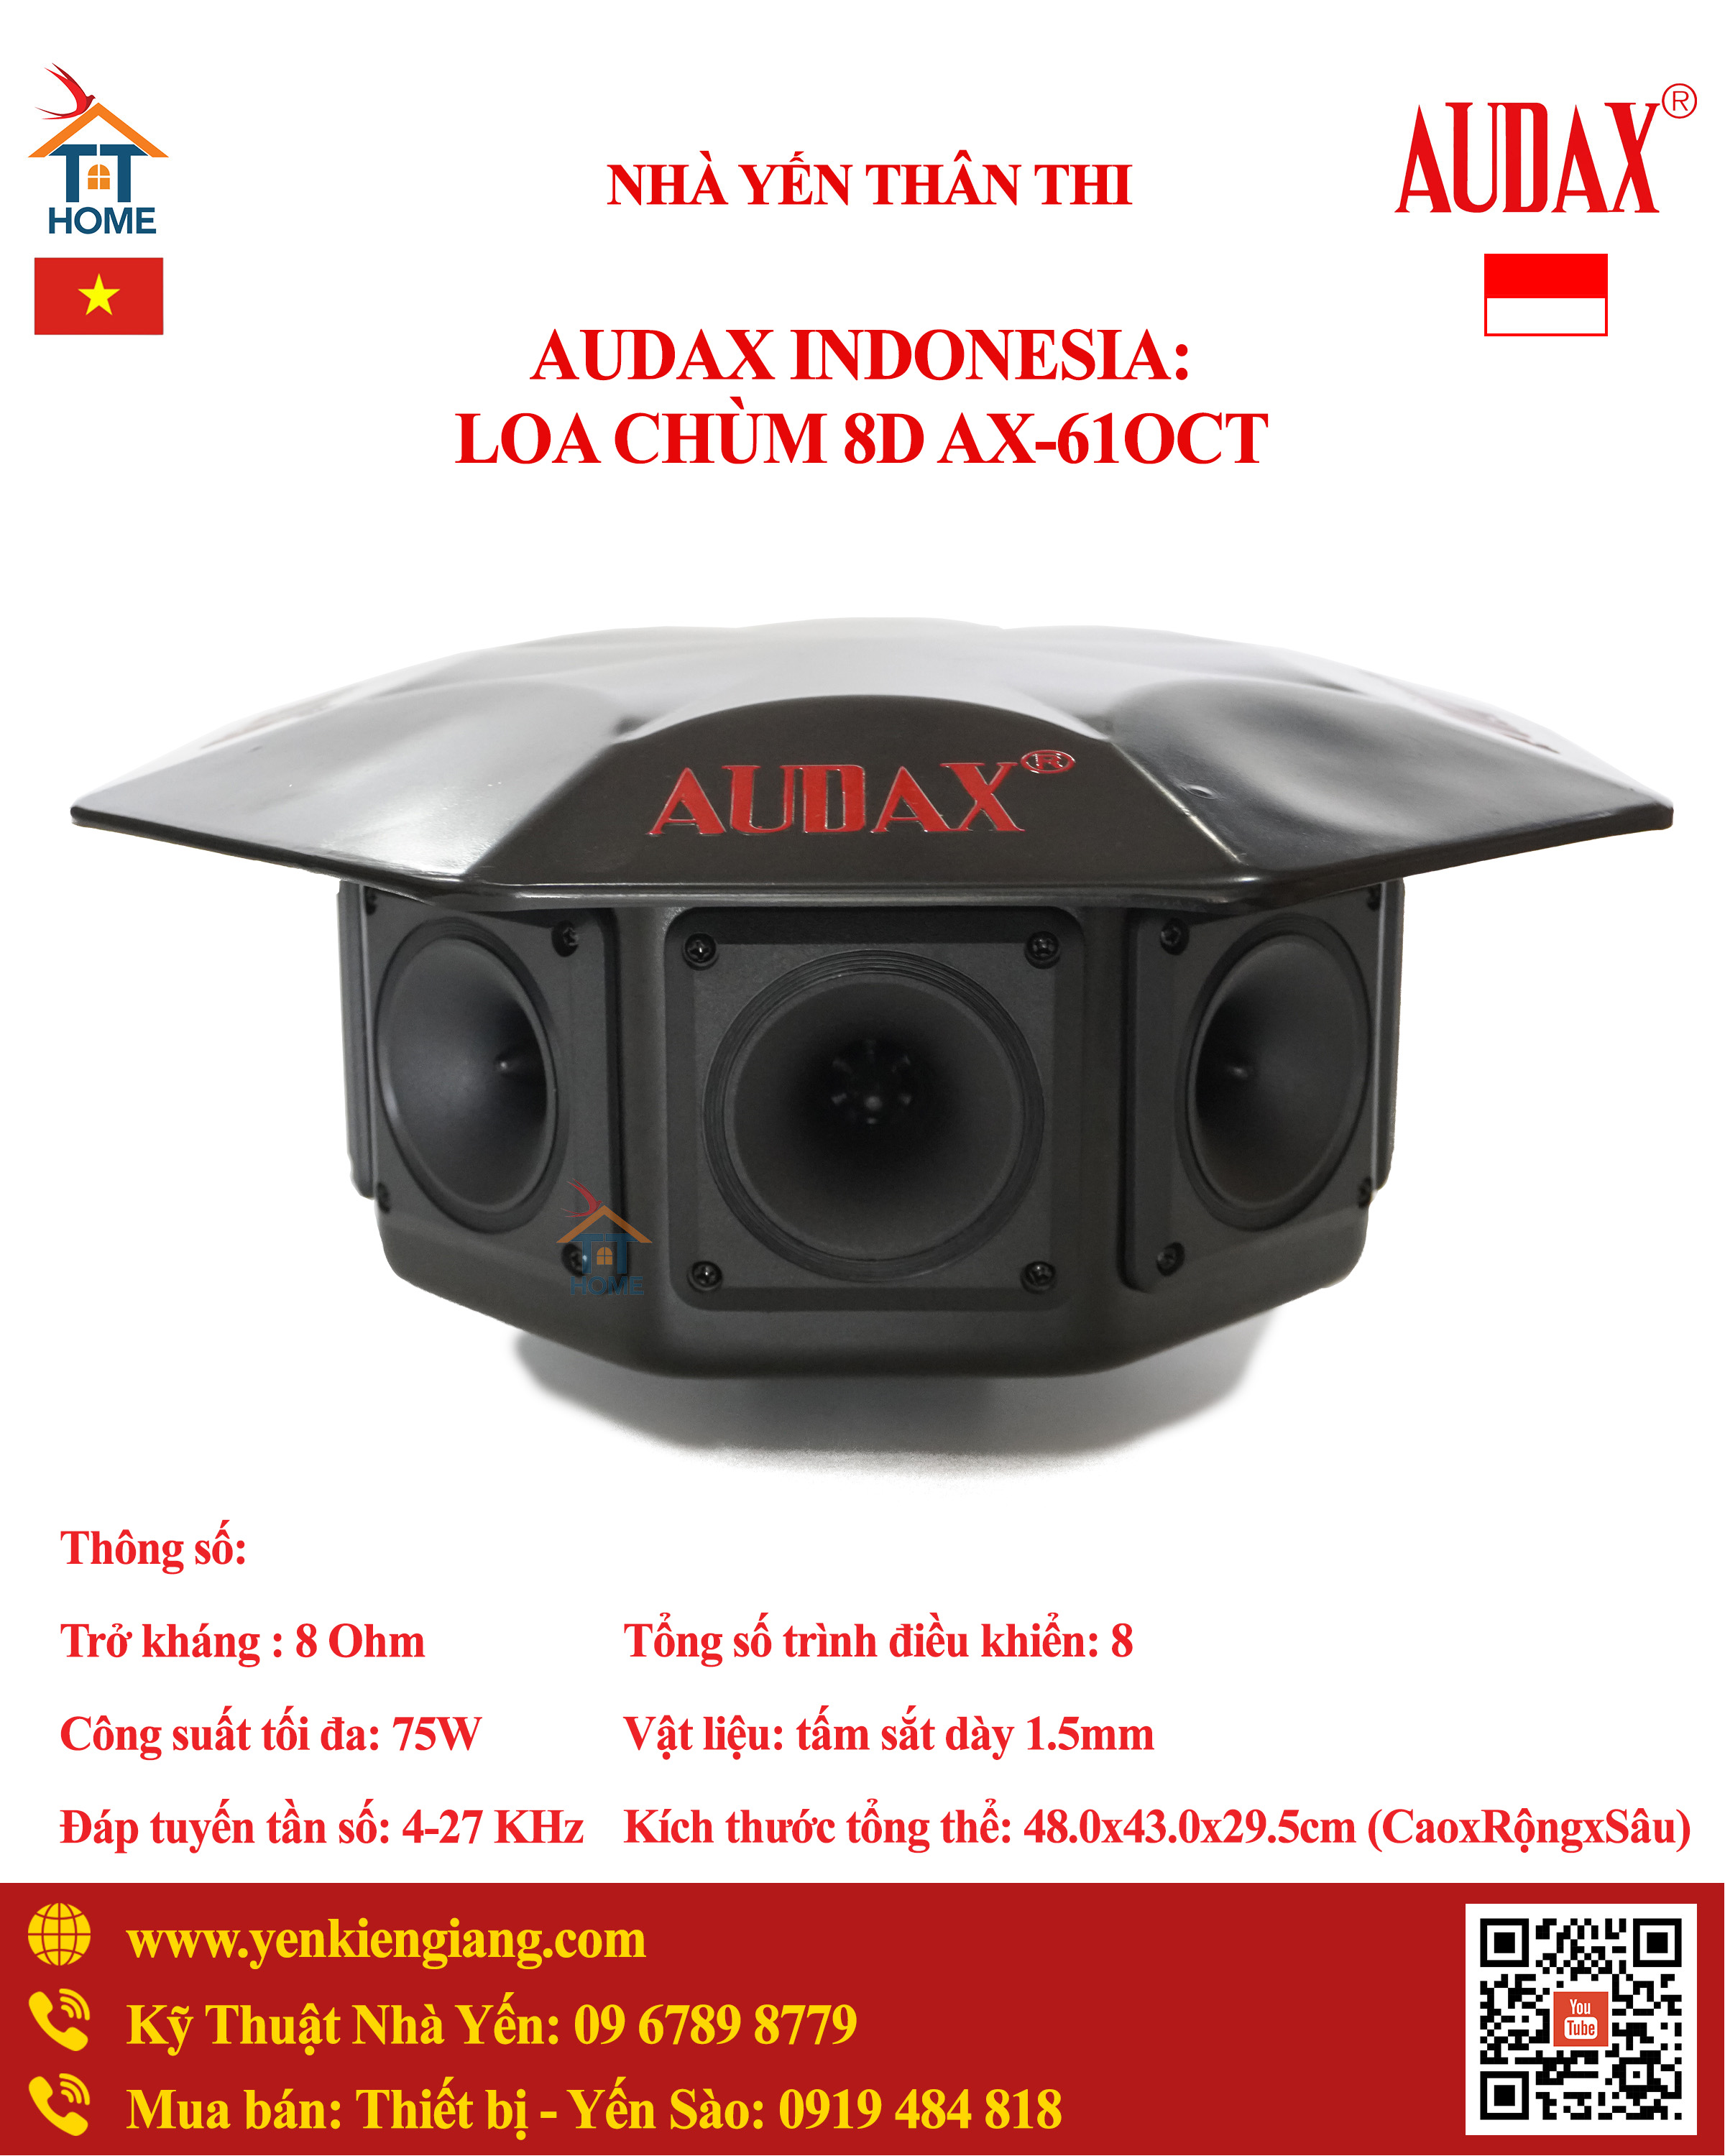 TT
HOME
NHÀ YẾN THÂN THI
AUDAX®
AUDAX INDONESIA:
LOA CHÙM 8D AX-61OCT
AUDAX®
TT
HOME
Thông số:
Trở kháng : 8 Ohm
Tổng số trình điều khiển: 8
Công suất tối đa: 75W
Vật liệu: tấm sắt dày 1.5mm
Đáp tuyến tần số: 4-27 KHz
Kích thước tổng thể: 48.0x43.0x29.5cm (CaoxRộngxSâu)
www.yenkiengiang.com
Kỹ Thuật Nhà Yến: 09 6789 8779
Mua bán: Thiết bị - Yến Sào: 0919 484 818
You
Tube